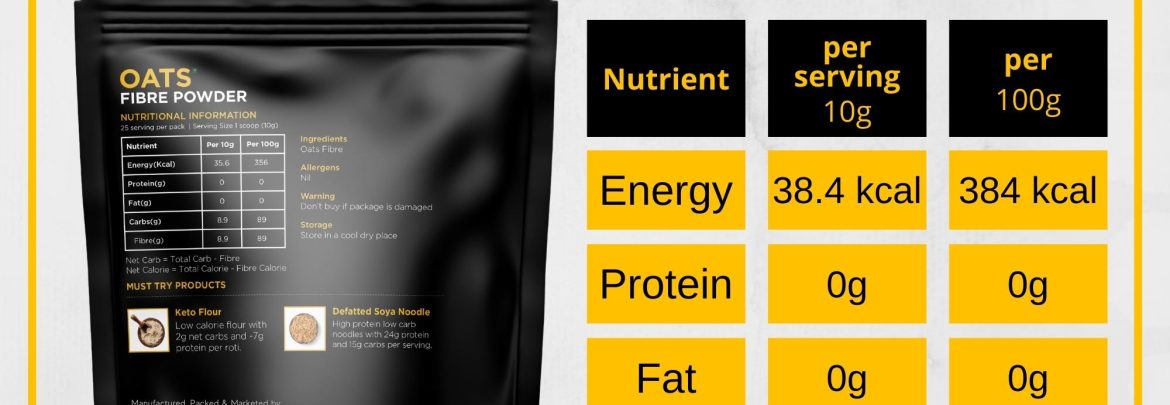 OATS
FIBRE POWDER
NUTRITIONAL INFORMATION
25 serving per pack | Serving Size 1 scoop (10g)
Nutrient Per 10g Per 100g
Energy(Kcal) 35.6 356
Protein(g) 0 0
Fat(g) 0 0
Carbs(g) 8.9 89
Fibre(g) 8.9 89
Net Carb = Total Carb - Fibre
Net Calorie = Total Calorie - Fibre Calorie
Ingredients
Oats Fibre
Allergens
Nil
Warning
Don't buy if package is damaged
Storage
Store in a cool dry place
MUST TRY PRODUCTS
Keto Flour
Low calorie flour with
2g net carbs and ~7g
protein per roti.
Defatted Soya Noodle
High protein low carb
noodles with 24g protein
and 15g carbs per serving.
Manufactured, Packed & Marketed by:
Nutrient per serving 10g per 100g
Energy 38.4 kcal 384 kcal
Protein 0g 0g
Fat 0g 0g